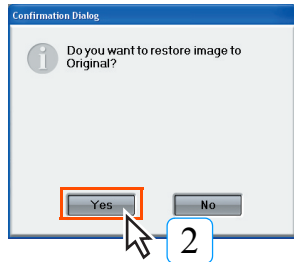 Confirmation Dialog
Do you want to restore image to
Original?
Yes No
2